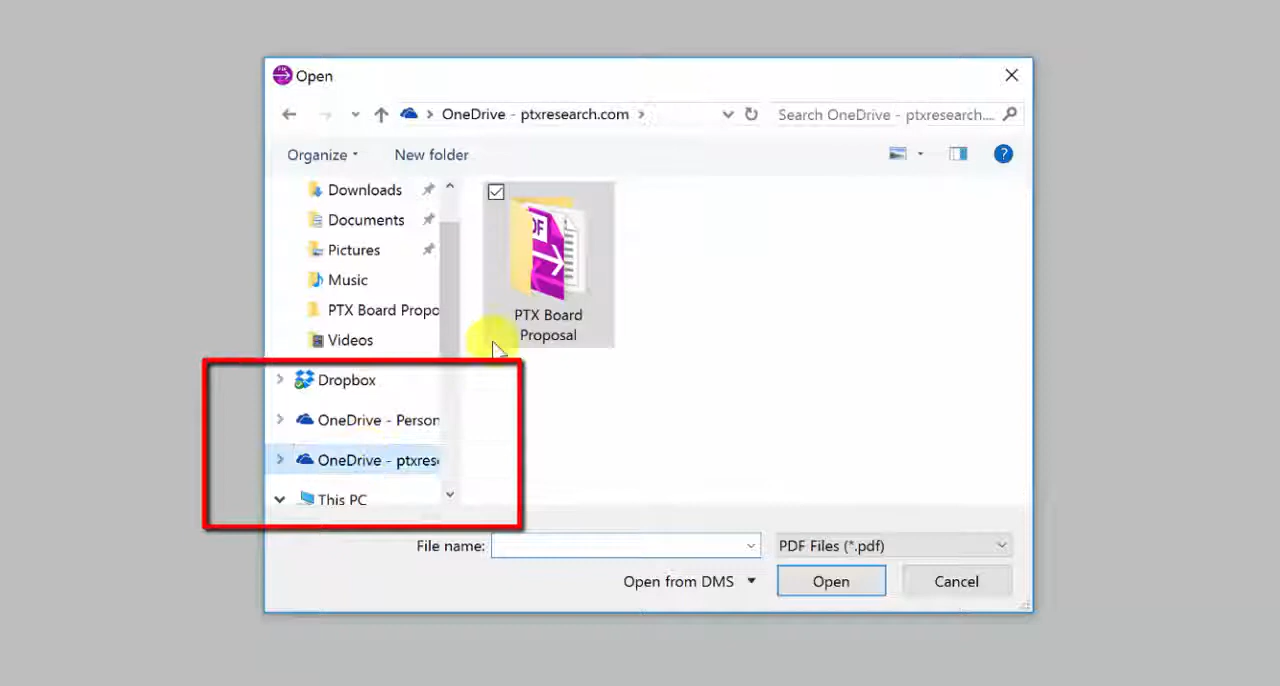 Open
OneDrive - ptxresearch.com
Search OneDrive - ptxresearch....
Organize
New folder
?
Downloads
Documents
Pictures
Music
PTX Board Propo
Videos
Dropbox
OneDrive - Person
OneDrive - ptxres
This PC
PDF
PTX Board
Proposal
File name:
PDF Files (*.pdf)
Open from DMS
Open
Cancel